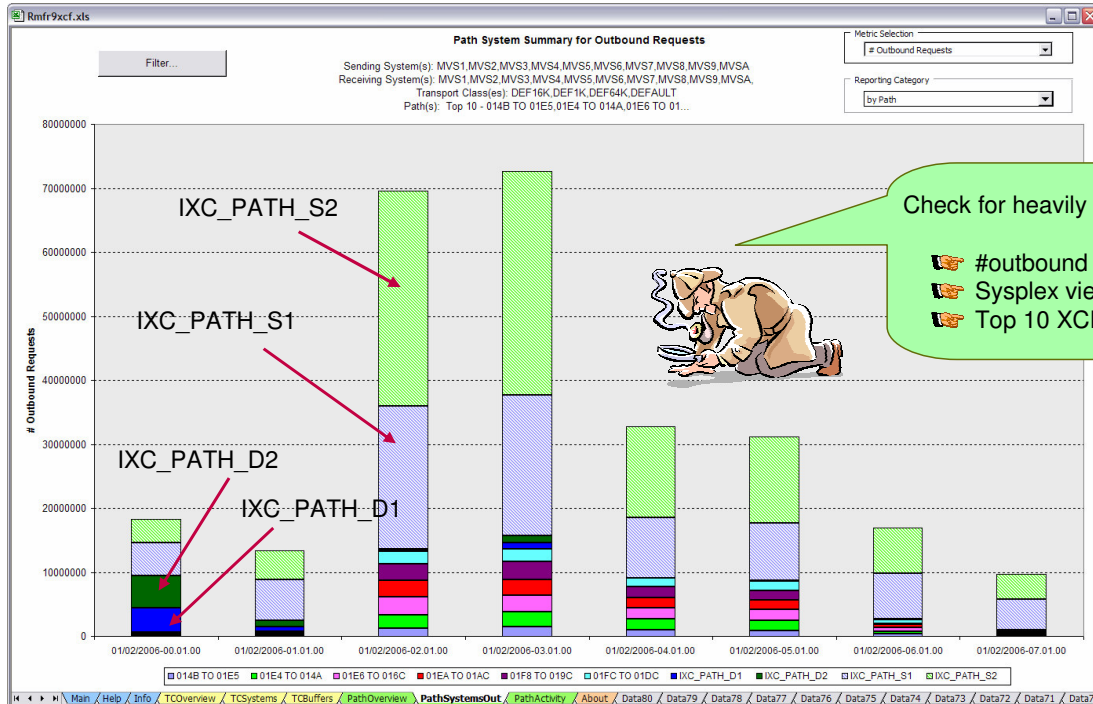 Rmfr9xcf.xls
Filter...
Path System Summary for Outbound Requests
Sending System(s): MVS1,MVS2,MVS3,MVS4,MVS5,MVS6,MVS7,MVS8,MVS9,MVSA
Receiving System(s): MVS1,MVS2,MVS3,MVS4,MVS5,MVS6,MVS7,MVS8,MVS9,MVSA,
Transport Class(es): DEF16K,DEF1K,DEF64K,DEFAULT
Path(s): Top 10 - 014B TO 01E5,01E4 TO 014A,01E6 TO 01...
Metric Selection
# Outbound Requests
Reporting Category
by Path
80000000
70000000
60000000
50000000
40000000
30000000
20000000
10000000
0
# Outbound Requests
IXC_PATH_S2
IXC_PATH_S1
IXC_PATH_D2
IXC_PATH_D1
Check for heavily
#outbound
Sysplex vie
Top 10 XC
01/02/2006-00.01.00
01/02/2006-01.01.00
01/02/2006-02.01.00
01/02/2006-03.01.00
01/02/2006-04.01.00
01/02/2006-05.01.00
01/02/2006-06.01.00
01/02/2006-07.01.00
014B TO 01E5
01E4 TO 014A
01E6 TO 016C
01EA TO 01AC
01F8 TO 019C
01FC TO 01DC
IXC_PATH_D1
IXC_PATH_D2
IXC_PATH_S1
IXC_PATH_S2
Main / Help / Info / TCOverview / TCSystems / TCBuffers / PathOverview / PathSystemsOut / PathActivity / About / Data80 / Data79 / Data78 / Data77 / Data76 / Data75 / Data74 / Data73 / Data72 / Data71 / Data7